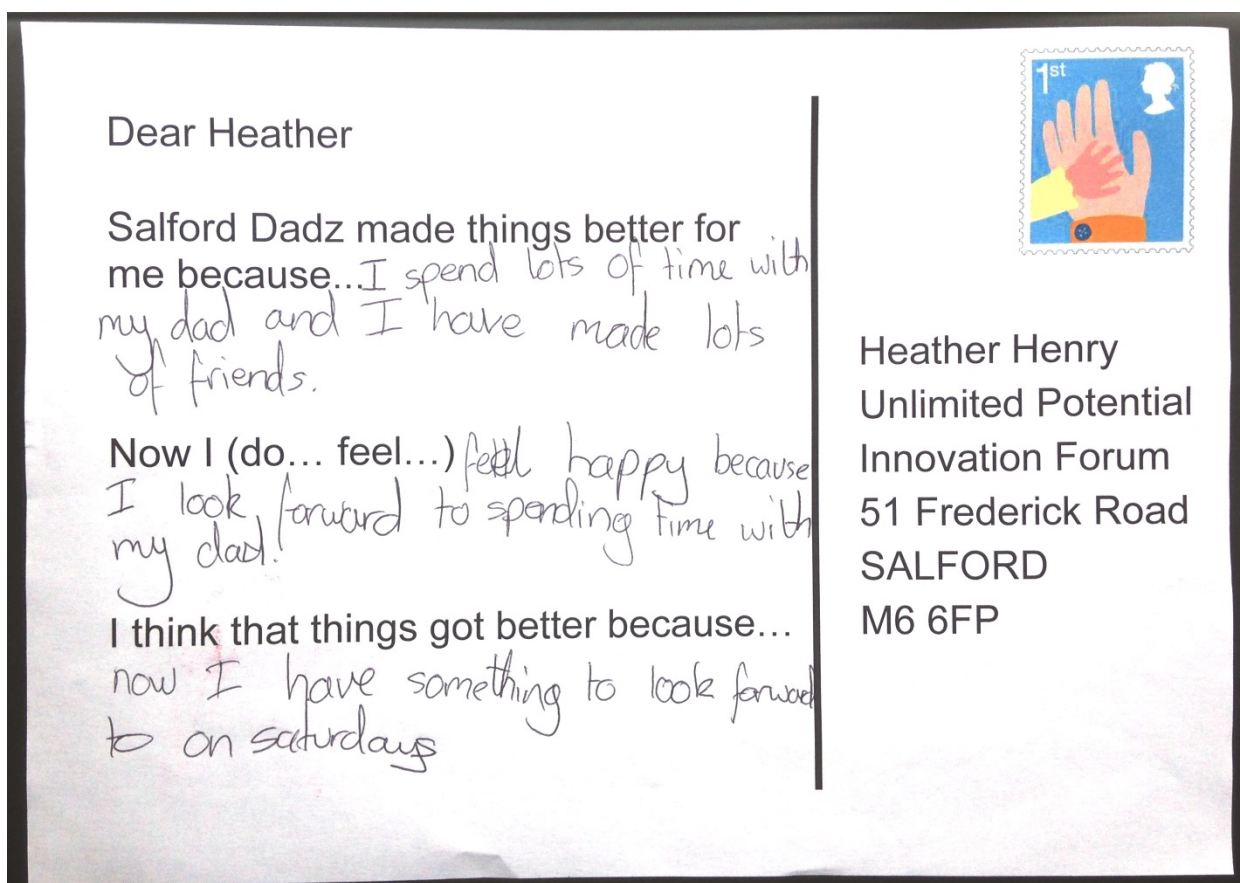 Dear Heather
Salford Dadz made things better for
me because...I spend lots of time with
my dad and I have made lots
of friends.
Now I (do... feel...) feel happy because
I look forward to spending time with
my dad!
I think that things got better because...
now I have something to look forward
to on saturdays
1st
Heather Henry
Unlimited Potential
Innovation Forum
51 Frederick Road
SALFORD
M6 6FP